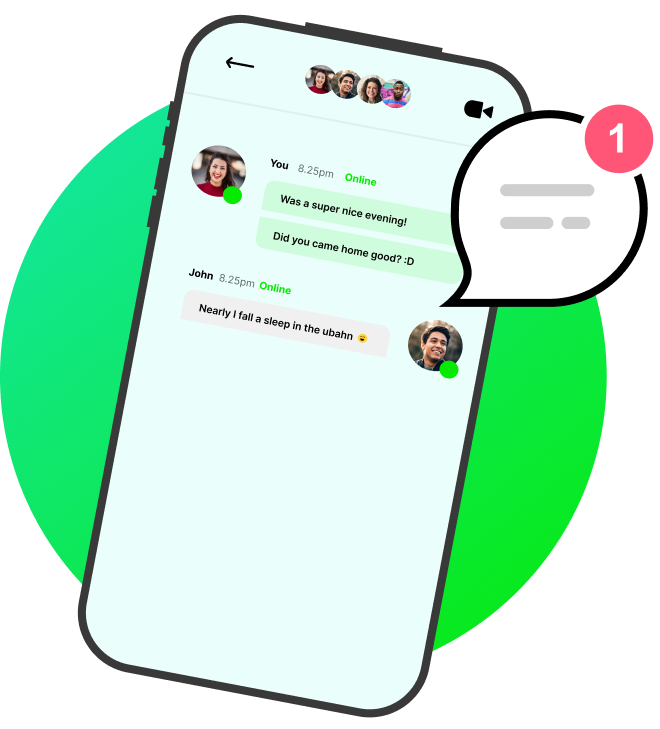 You 8.25pm Online
Was a super nice evening!
Did you came home good? :D
John 8.25pm Online
Nearly I fall a sleep in the ubahn 😄
1